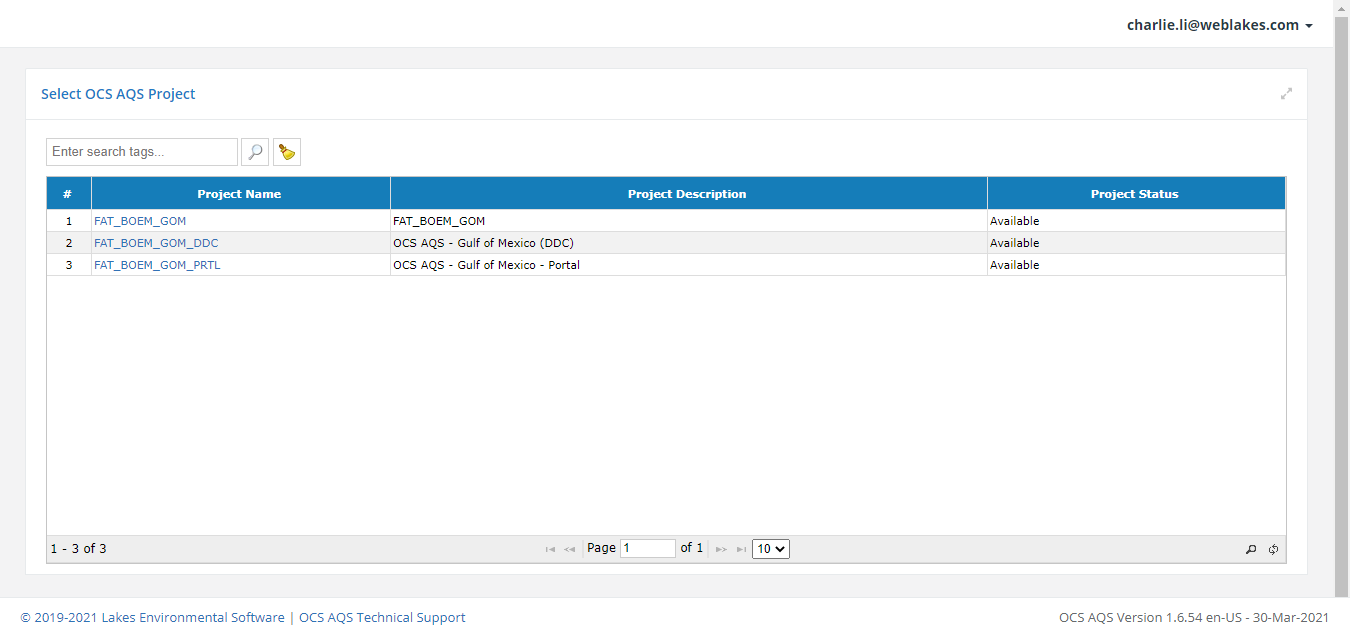 charlie.li@weblakes.com
Select OCS AQS Project
Enter search tags...
# Project Name Project Description Project Status
1 FAT_BOEM_GOM FAT_BOEM_GOM Available
2 FAT_BOEM_GOM_DDC OCS AQS - Gulf of Mexico (DDC) Available
3 FAT_BOEM_GOM_PRTL OCS AQS - Gulf of Mexico - Portal Available
1 - 3 of 3 Page 1 of 1 10
© 2019-2021 Lakes Environmental Software | OCS AQS Technical Support OCS AQS Version 1.6.54 en-US - 30-Mar-2021